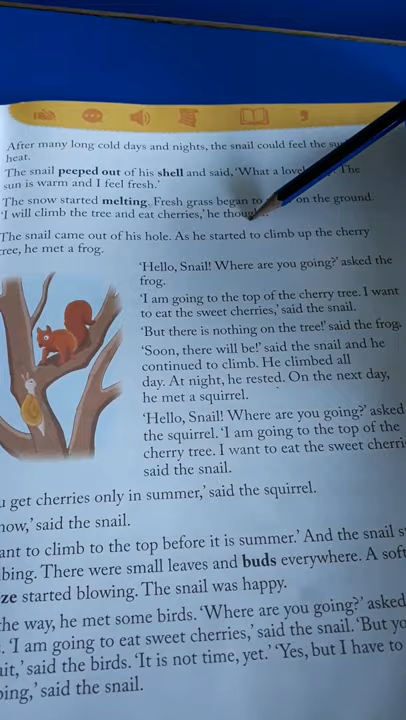 After many long cold days and nights, the snail could feel the
heat.
The snail peeped out of his shell and said, 'What a The
sun is warm and I feel fresh.'
The snow started melting. Fresh grass began to on the ground.
'I will climb the tree and eat cherries,' he
The snail came out of his hole. As he started to climb up the cherry
tree, he met a frog.
'Hello, Snail! Where are you going?' asked the
frog.
'I am going to the top of the cherry tree. I want
to eat the sweet cherries,' said the snail.
'But there is nothing on the tree!' said the frog.
'Soon, there will be!' said the snail and he
continued to climb. He climbed all
day. At night, he rested. On the next day,
he met a squirrel.
'Hello, Snail! Where are you going?' asked
the squirrel. 'I am going to the top of the
cherry tree. I want to eat the sweet
said the snail.
get cherries only in summer,' said the squirrel.
said the snail.
to climb to the top before it is summer.' And the snail
There were small leaves and buds everywhere. A soft
started blowing. The snail was happy.
the way, he met some birds. 'Where are you going?' asked
'I am going to eat sweet cherries,' said the snail. 'But
said the birds. 'It is not time, yet.' 'Yes, but I have to
said the snail.